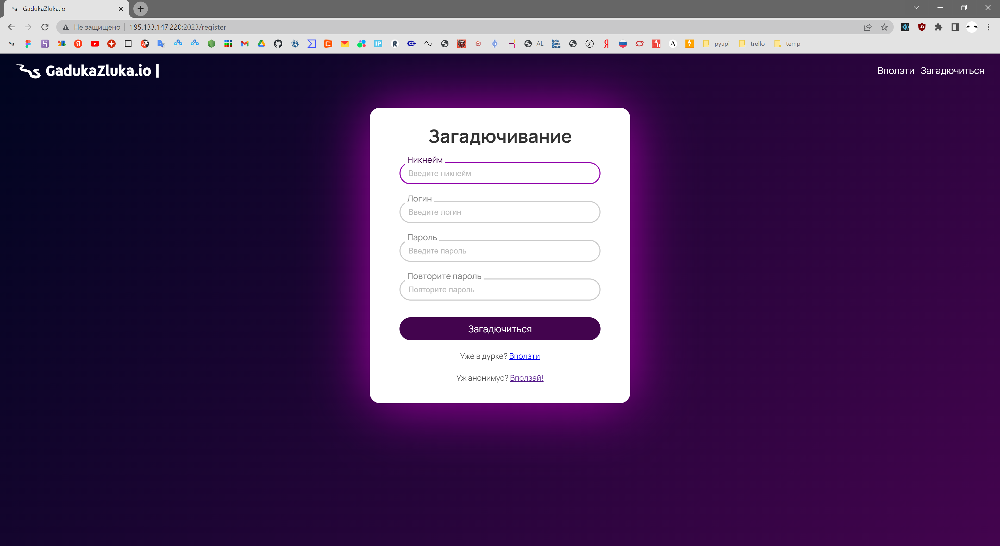 GadukaZluka.io
Не защищено 195.133.147.220:2023/register
AL
pyapi
trello
temp
GadukaZluka.io |
Вползти Загадючиться
Загадючивание
Никнейм
Введите никнейм
Логин
Введите логин
Пароль
Введите пароль
Повторите пароль
Повторите пароль
Загадючиться
Уже в дурке? Вползти
Уж анонимус? Вползай!